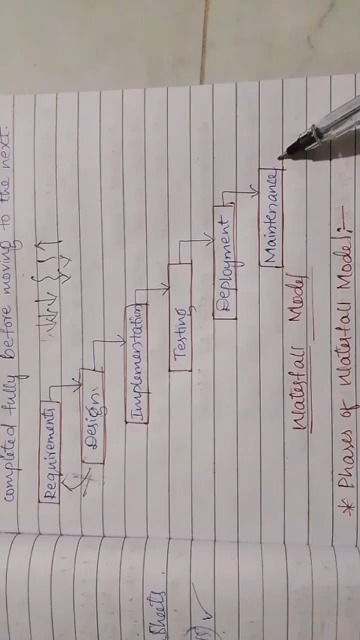 completed fully before moving to the next.
Requirements
Design
Implementation
Testing
Deployment
Maintenance
Waterfall Model
* Phases of Waterfall Model:-
Sheets.